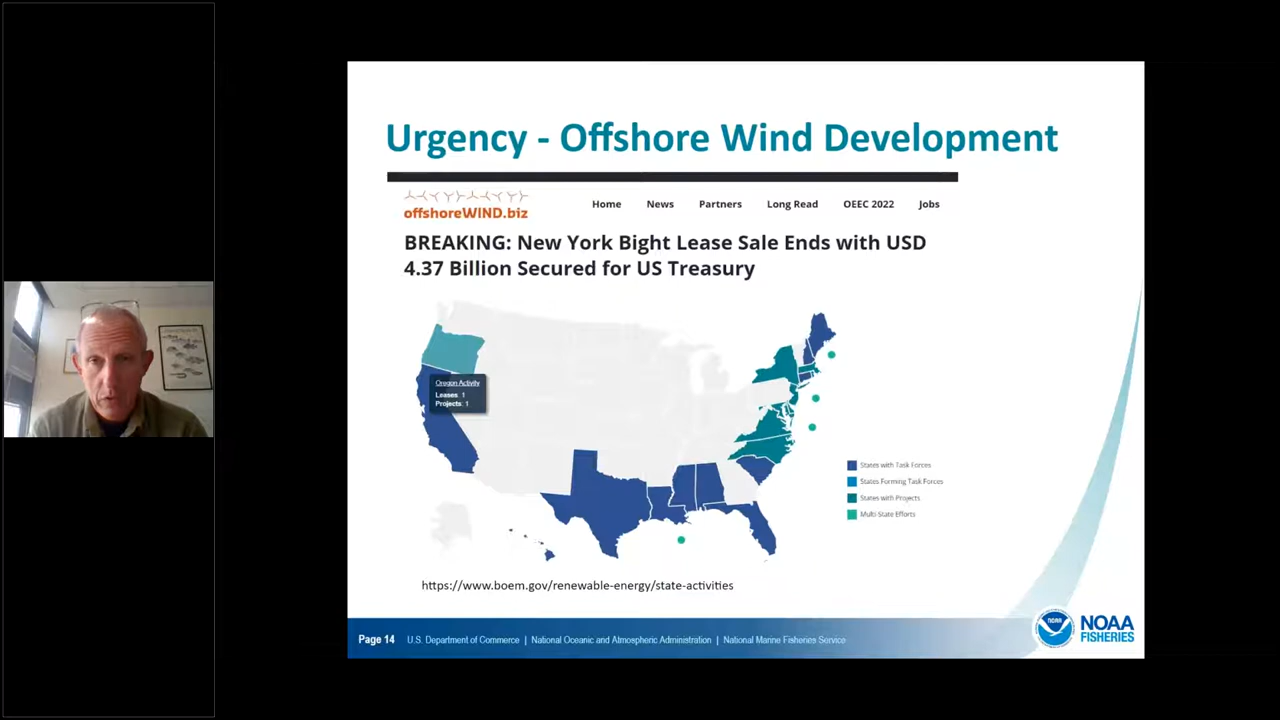 Urgency - Offshore Wind Development
offshoreWIND.biz
Home News Partners Long Read OEEC 2022 Jobs
BREAKING: New York Bight Lease Sale Ends with USD
4.37 Billion Secured for US Treasury
Oregon Activity
Leases: 1
Projects: 1
States with Task Forces
States Forming Task Forces
States with Projects
Multi-State Efforts
https://www.boem.gov/renewable-energy/state-activities
Page 14 U.S. Department of Commerce | National Oceanic and Atmospheric Administration | National Marine Fisheries Service
NOAA
NOAA
FISHERIES